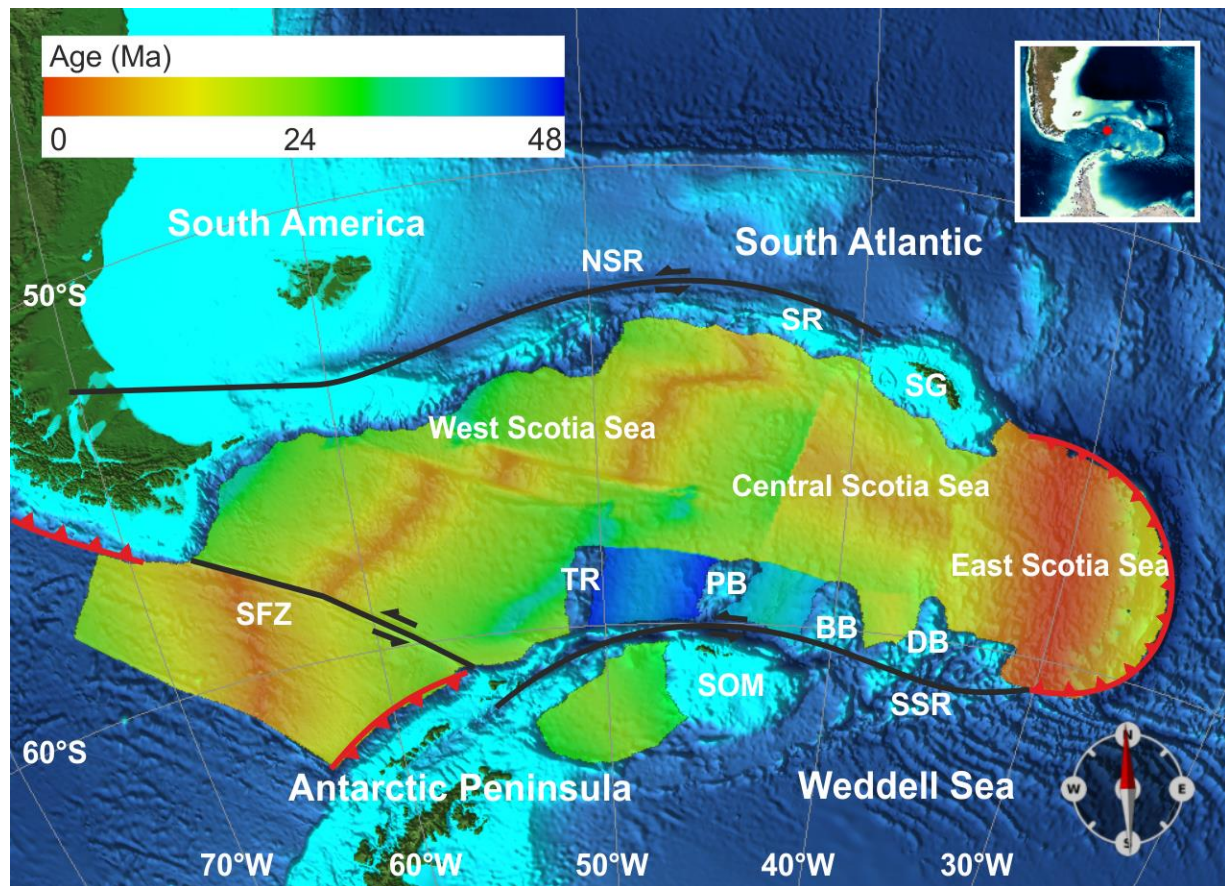 Age (Ma)
0 24 48
South America
South Atlantic
NSR
50°S
SR
SG
West Scotia Sea
Central Scotia Sea
East Scotia Sea
TR
PB
SFZ
BB
DB
SOM
SSR
60°S
Antarctic Peninsula
Weddell Sea
N
W E
S
70°W 60°W 50°W 40°W 30°W